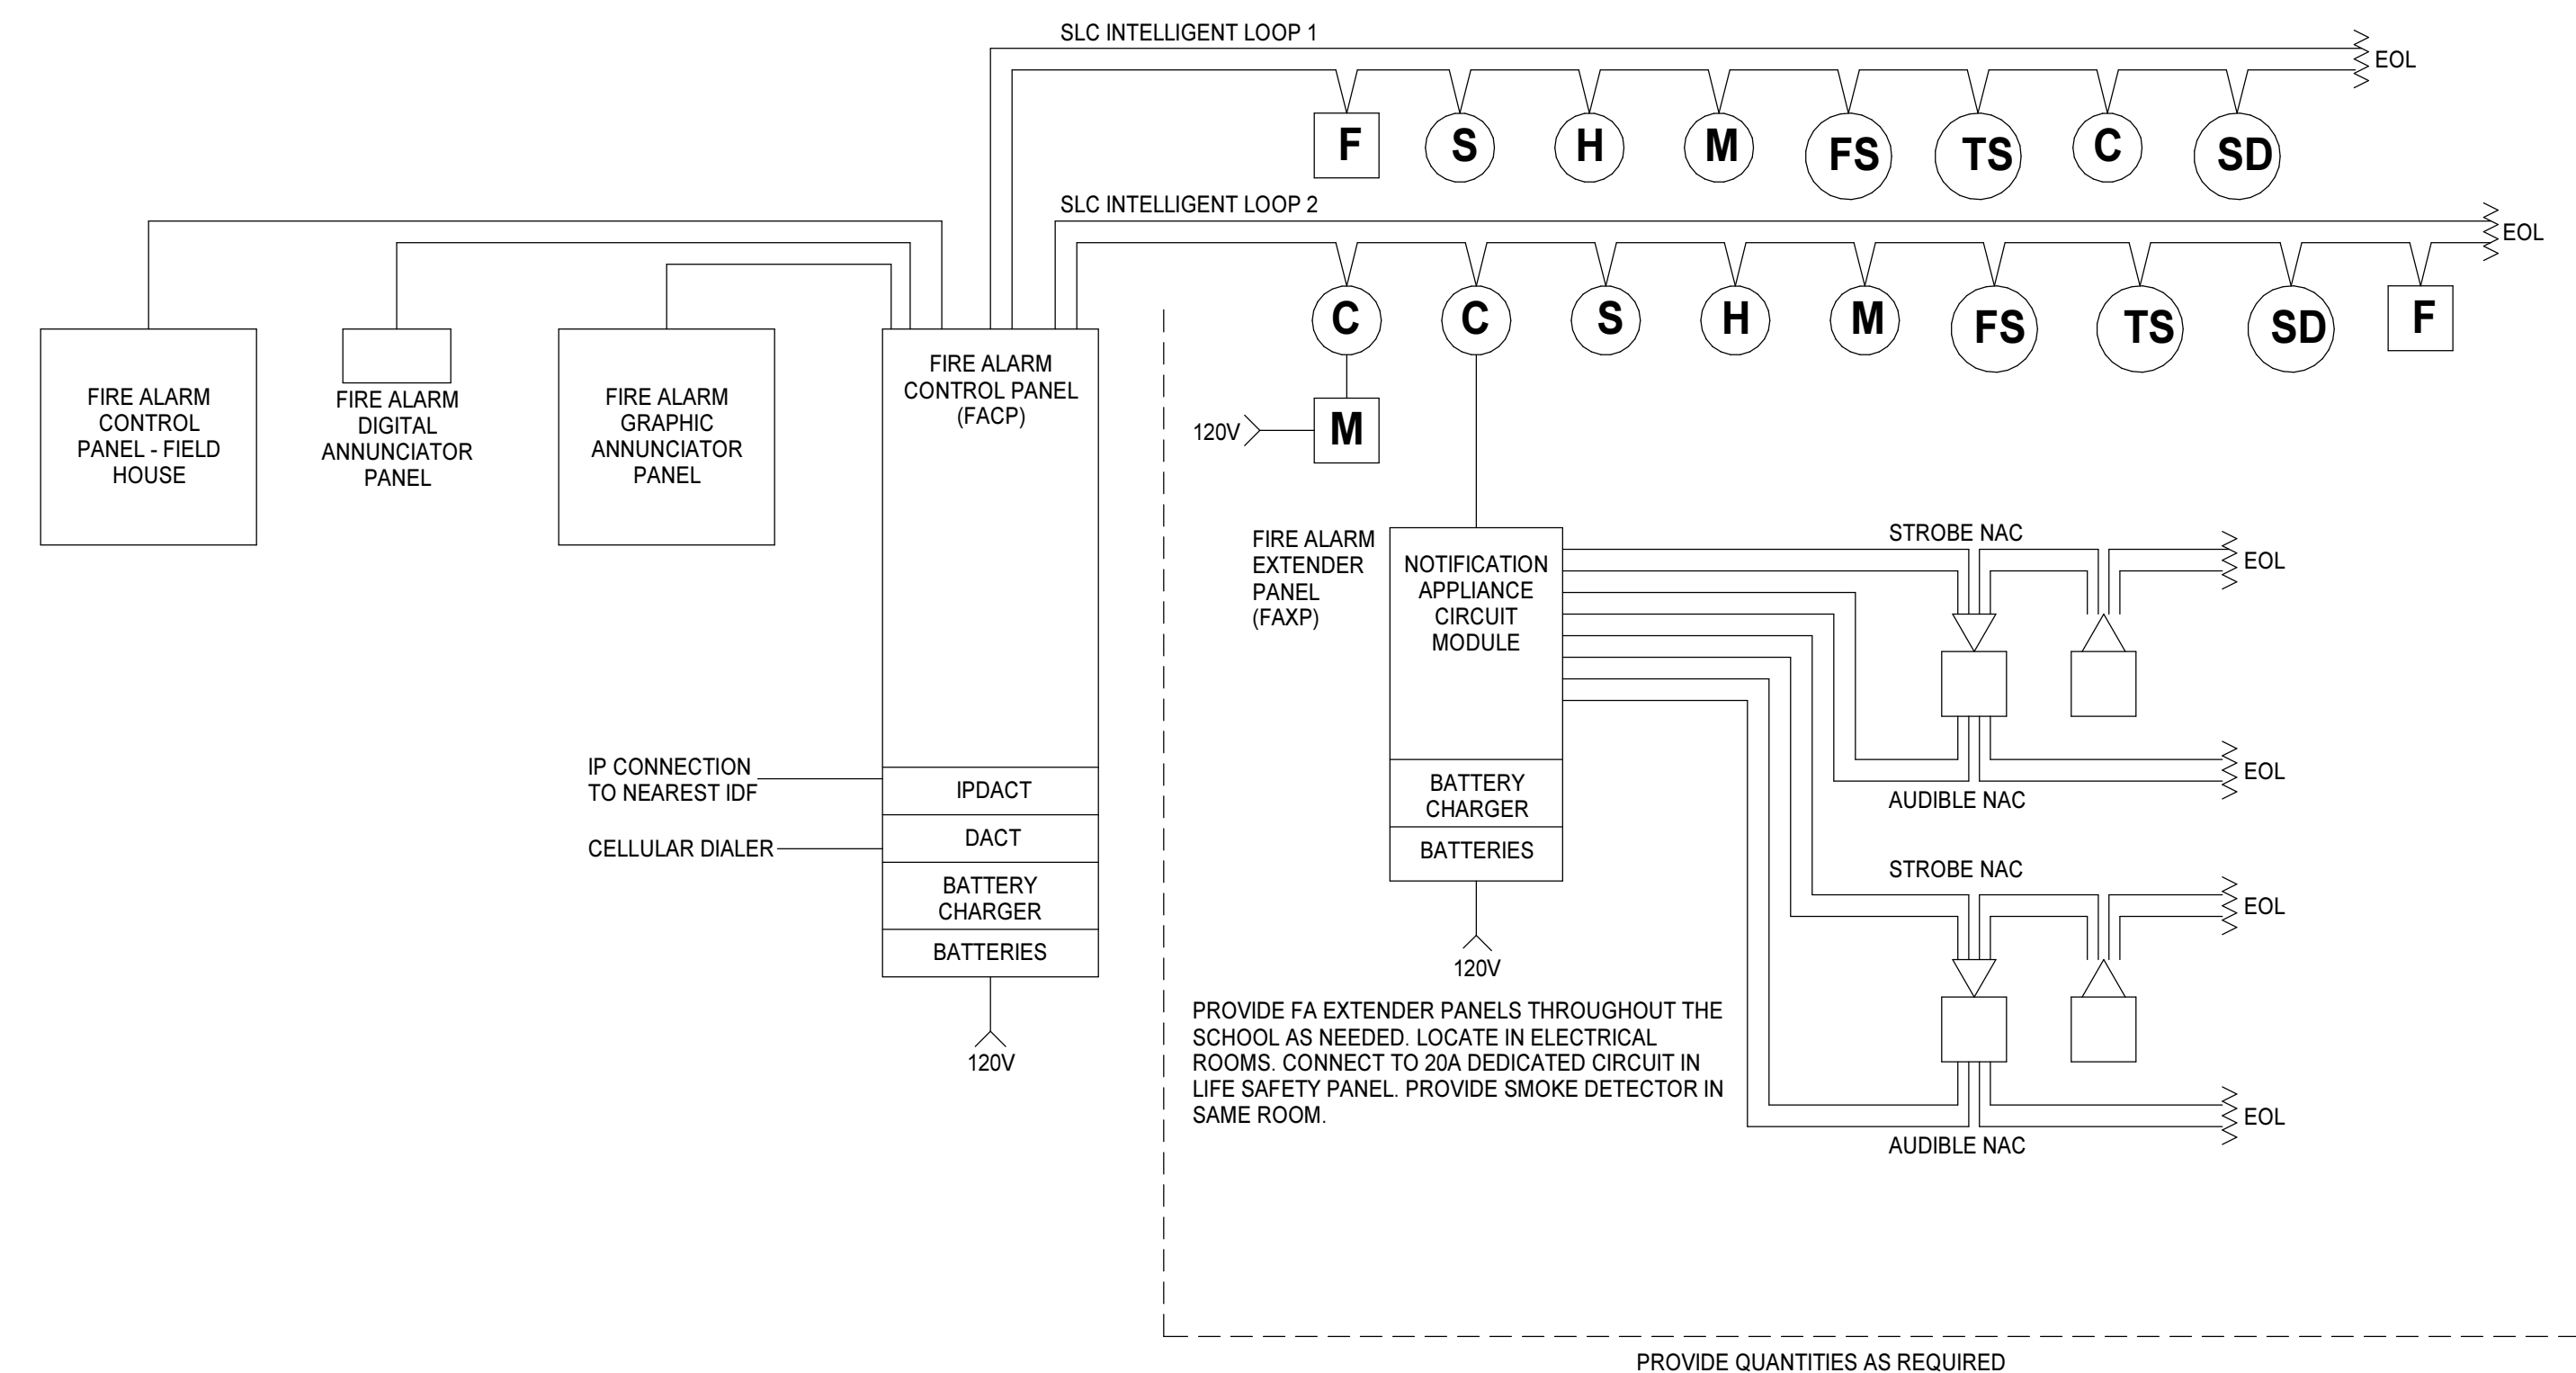 SLC INTELLIGENT LOOP 1
EOL
F
S
H
M
FS
TS
C
SD
SLC INTELLIGENT LOOP 2
EOL
C
C
S
H
M
FS
TS
SD
F
FIRE ALARM
CONTROL
PANEL - FIELD
HOUSE
FIRE ALARM
DIGITAL
ANNUNCIATOR
PANEL
FIRE ALARM
GRAPHIC
ANNUNCIATOR
PANEL
FIRE ALARM
CONTROL PANEL
(FACP)
IP CONNECTION
TO NEAREST IDF
IPDACT
CELLULAR DIALER
DACT
BATTERY
CHARGER
BATTERIES
120V
120V
M
FIRE ALARM
EXTENDER
PANEL
(FAXP)
NOTIFICATION
APPLIANCE
CIRCUIT
MODULE
BATTERY
CHARGER
BATTERIES
120V
STROBE NAC
EOL
EOL
AUDIBLE NAC
STROBE NAC
EOL
EOL
AUDIBLE NAC
PROVIDE FA EXTENDER PANELS THROUGHOUT THE
SCHOOL AS NEEDED. LOCATE IN ELECTRICAL
ROOMS. CONNECT TO 20A DEDICATED CIRCUIT IN
LIFE SAFETY PANEL. PROVIDE SMOKE DETECTOR IN
SAME ROOM.
PROVIDE QUANTITIES AS REQUIRED